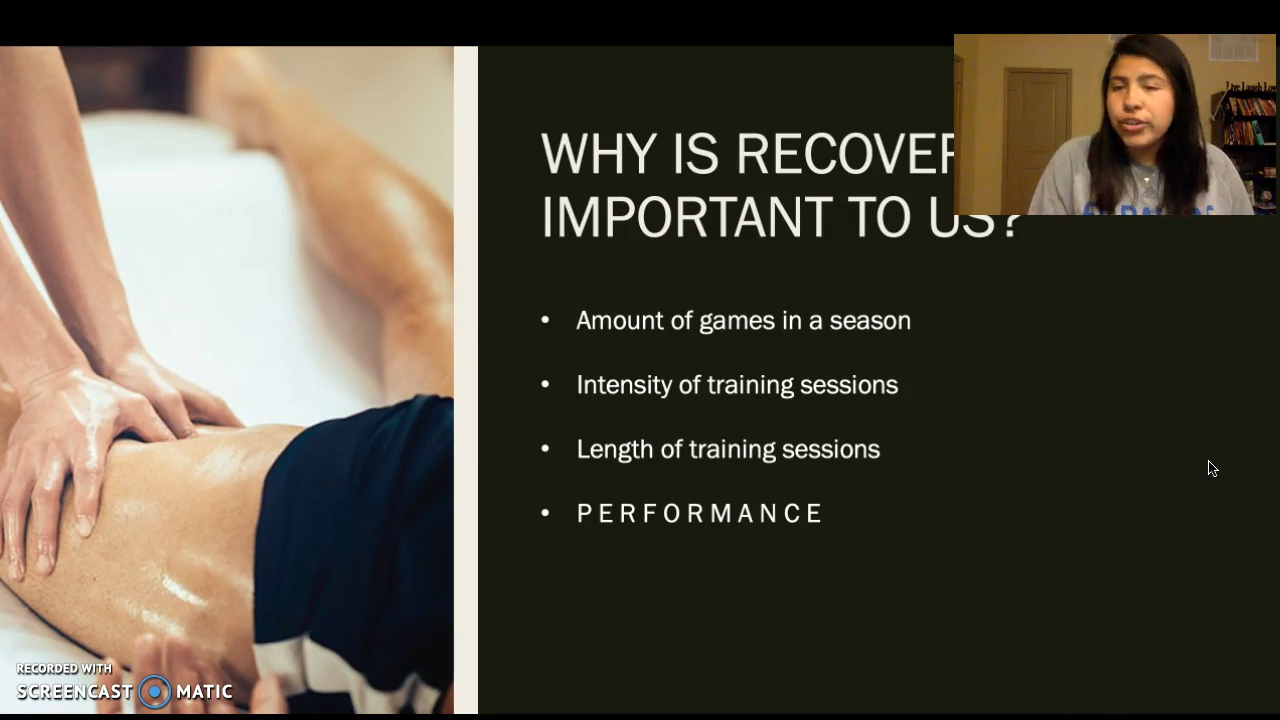 WHY IS RECOVER
IMPORTANT TO US?
• Amount of games in a season
• Intensity of training sessions
• Length of training sessions
• PERFORMANCE
RECORDED WITH
SCREENCAST MATIC